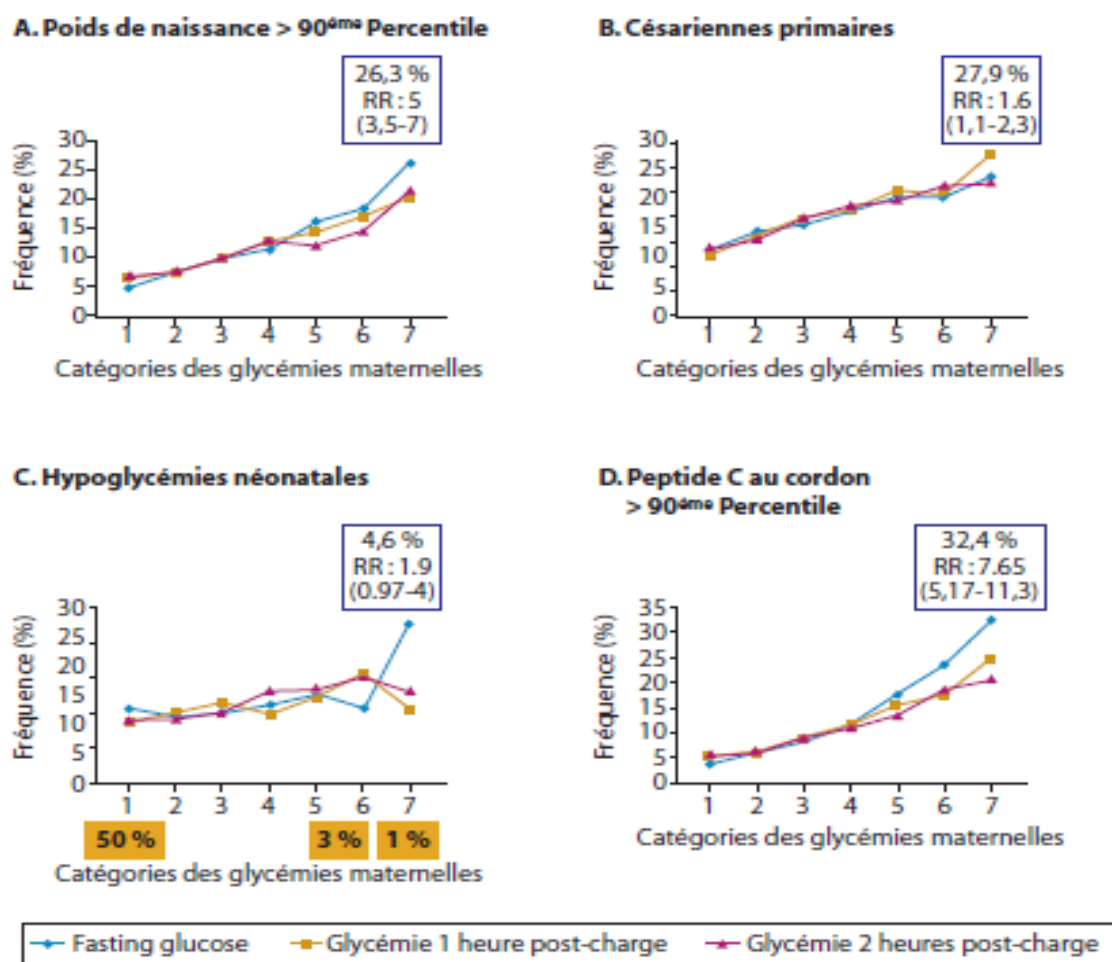 A. Poids de naissance > 90ème Percentile
26,3 %
RR : 5
(3,5-7)
Fréquence (%)
30
25
20
15
10
5
0
1 2 3 4 5 6 7
Catégories des glycémies maternelles
B. Césariennes primaires
27,9 %
RR : 1.6
(1,1-2,3)
Fréquence (%)
30
25
20
15
10
5
0
1 2 3 4 5 6 7
Catégories des glycémies maternelles
C. Hypoglycémies néonatales
4,6 %
RR : 1.9
(0.97-4)
Fréquence (%)
30
25
20
15
10
5
0
1 2 3 4 5 6 7
50 % 3 % 1 %
Catégories des glycémies maternelles
D. Peptide C au cordon
> 90ème Percentile
32,4 %
RR : 7.65
(5,17-11,3)
Fréquence (%)
35
30
25
20
15
10
5
0
1 2 3 4 5 6 7
Catégories des glycémies maternelles
Fasting glucose Glycémie 1 heure post-charge Glycémie 2 heures post-charge